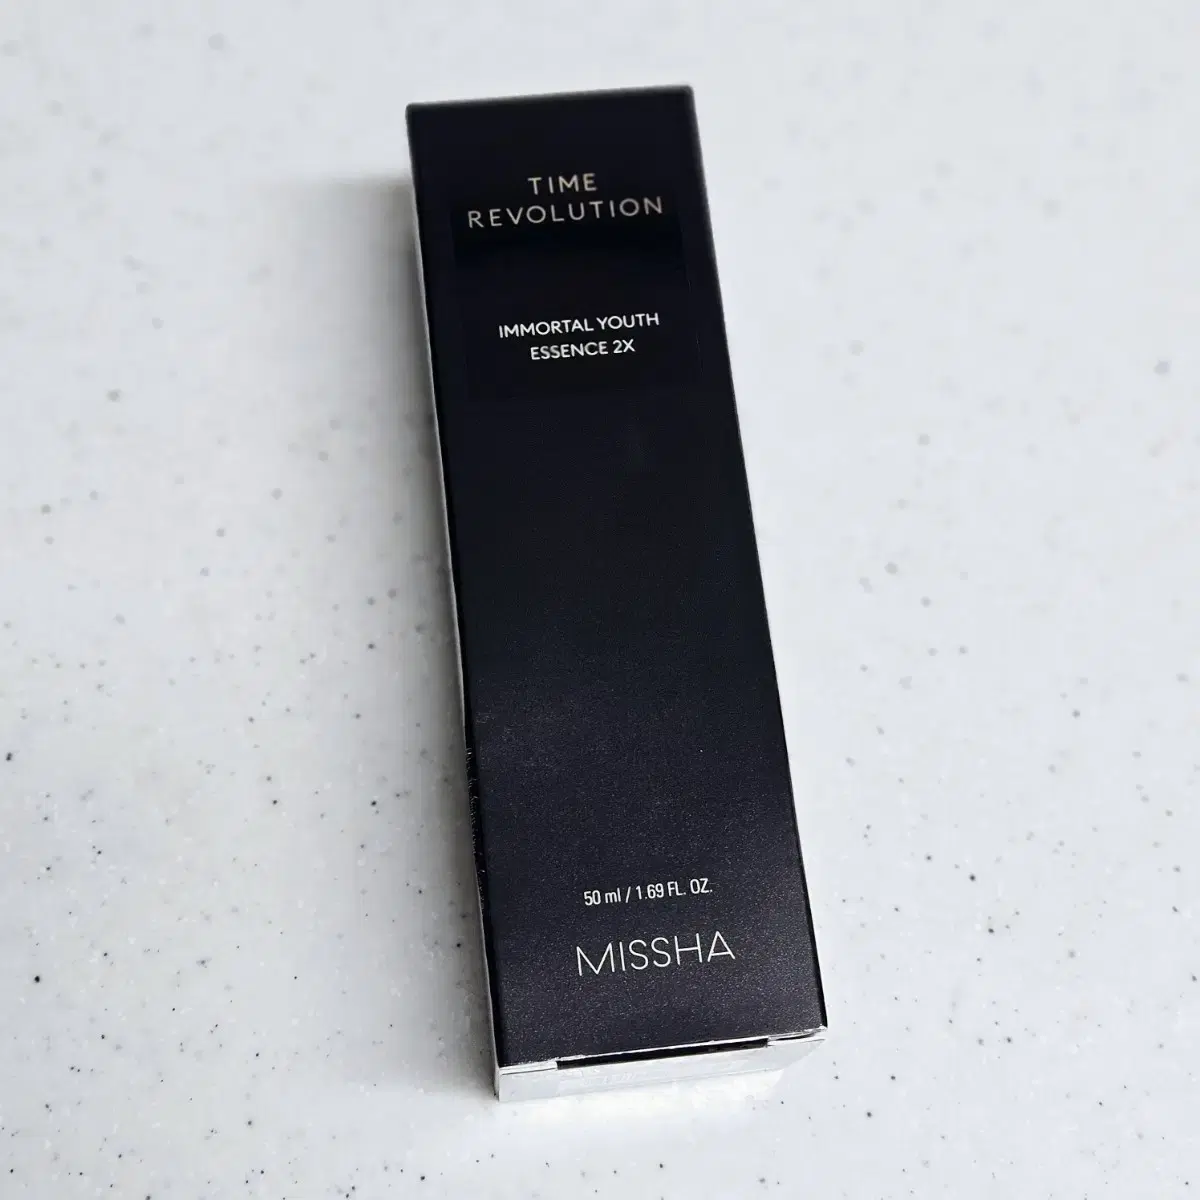 TIME
REVOLUTION
IMMORTAL YOUTH
ESSENCE 2X
50 ml / 1.69 FL. OZ.
MISSHA